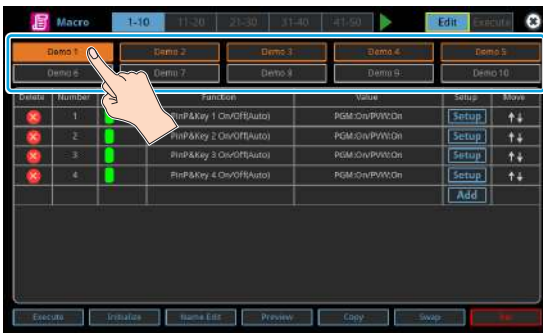 Macro 1-10 11-20 21-30 31-40 41-50 Edit Execute
Demo 1 Demo 2 Demo 3 Demo 4 Demo 5
Demo 6 Demo 7 Demo 8 Demo 9 Demo 10
Delete Number Function Value Setup Move
1 PinP&Key 1 On/Off(Auto) PGM:On/PVW:On Setup
2 PinP&Key 2 On/Off(Auto) PGM:On/PVW:On Setup
3 PinP&Key 3 On/Off(Auto) PGM:On/PVW:On Setup
4 PinP&Key 4 On/Off(Auto) PGM:On/PVW:On Setup
Add
Execute Initialize Name Edit Preview Copy Swap